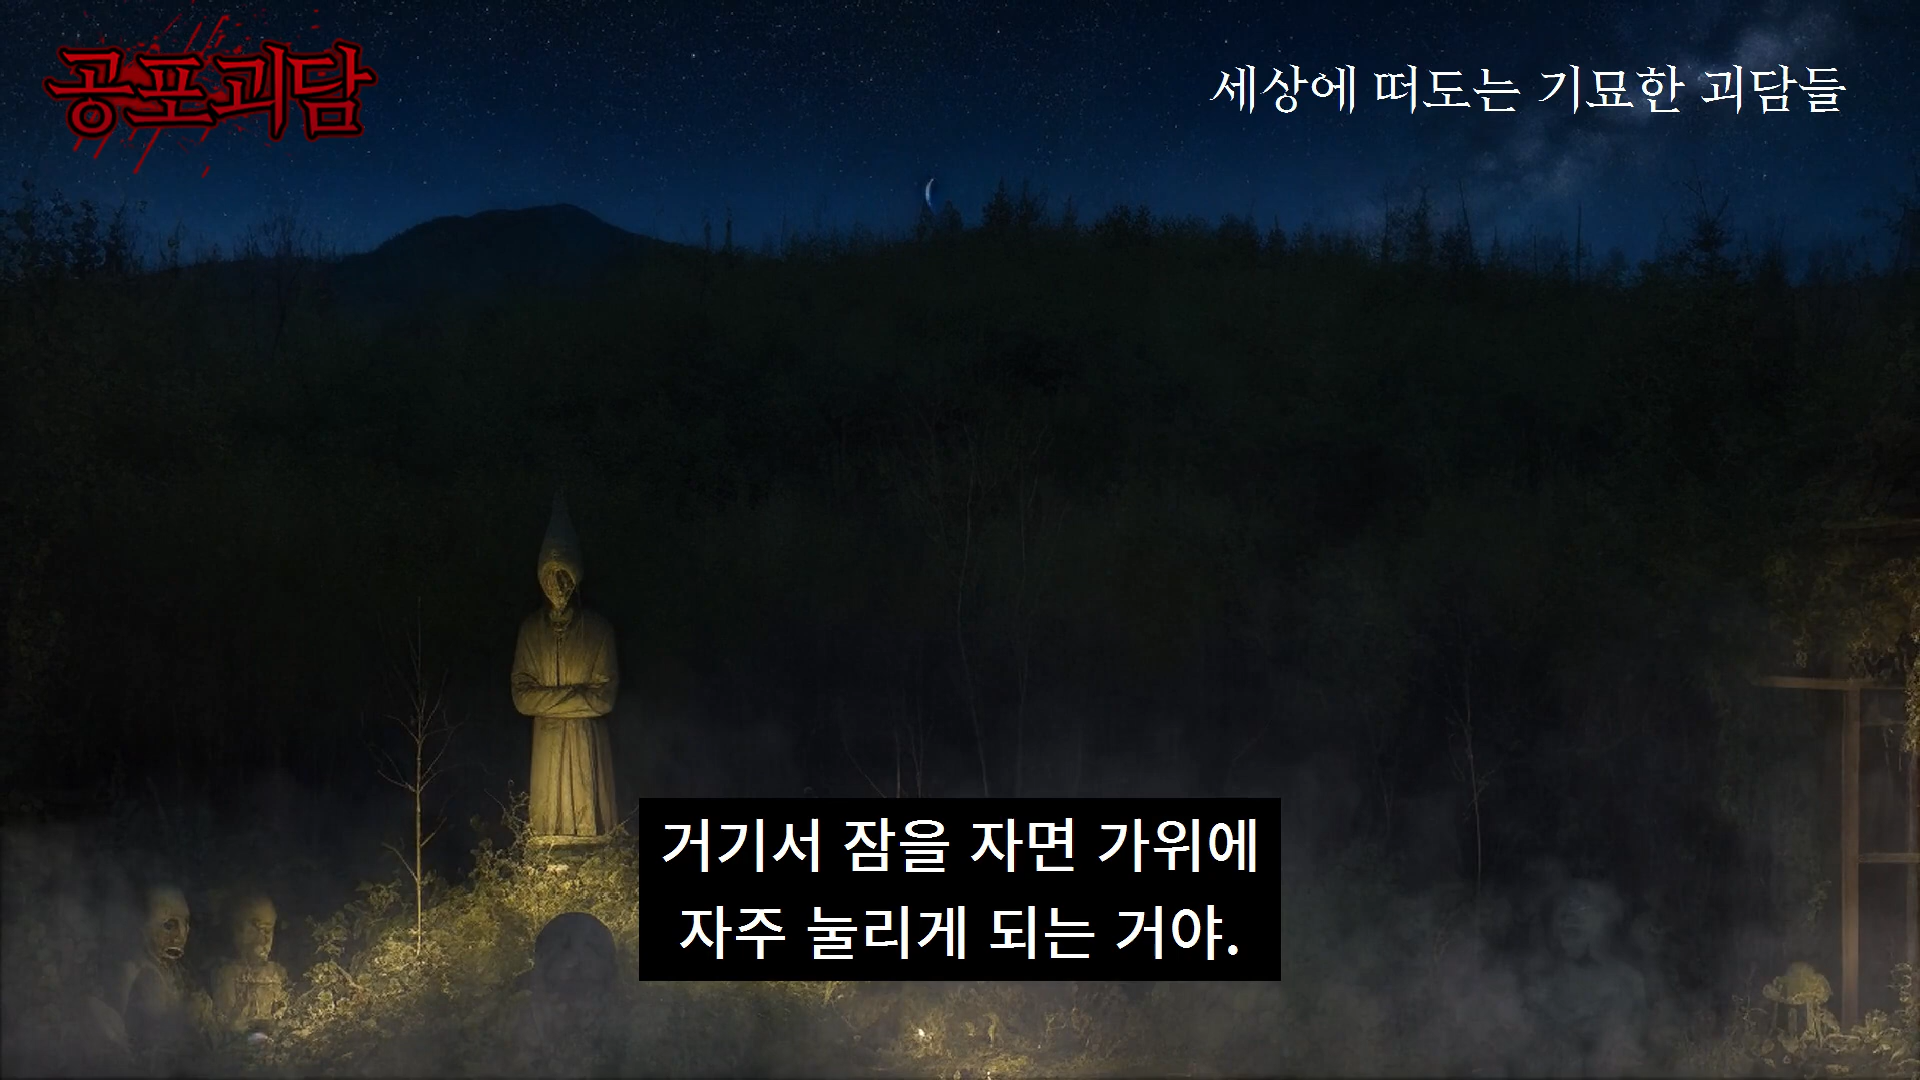 공포괴담
세상에 떠도는 기묘한 괴담들
거기서 잠을 자면 가위에
자주 눌리게 되는 거야.